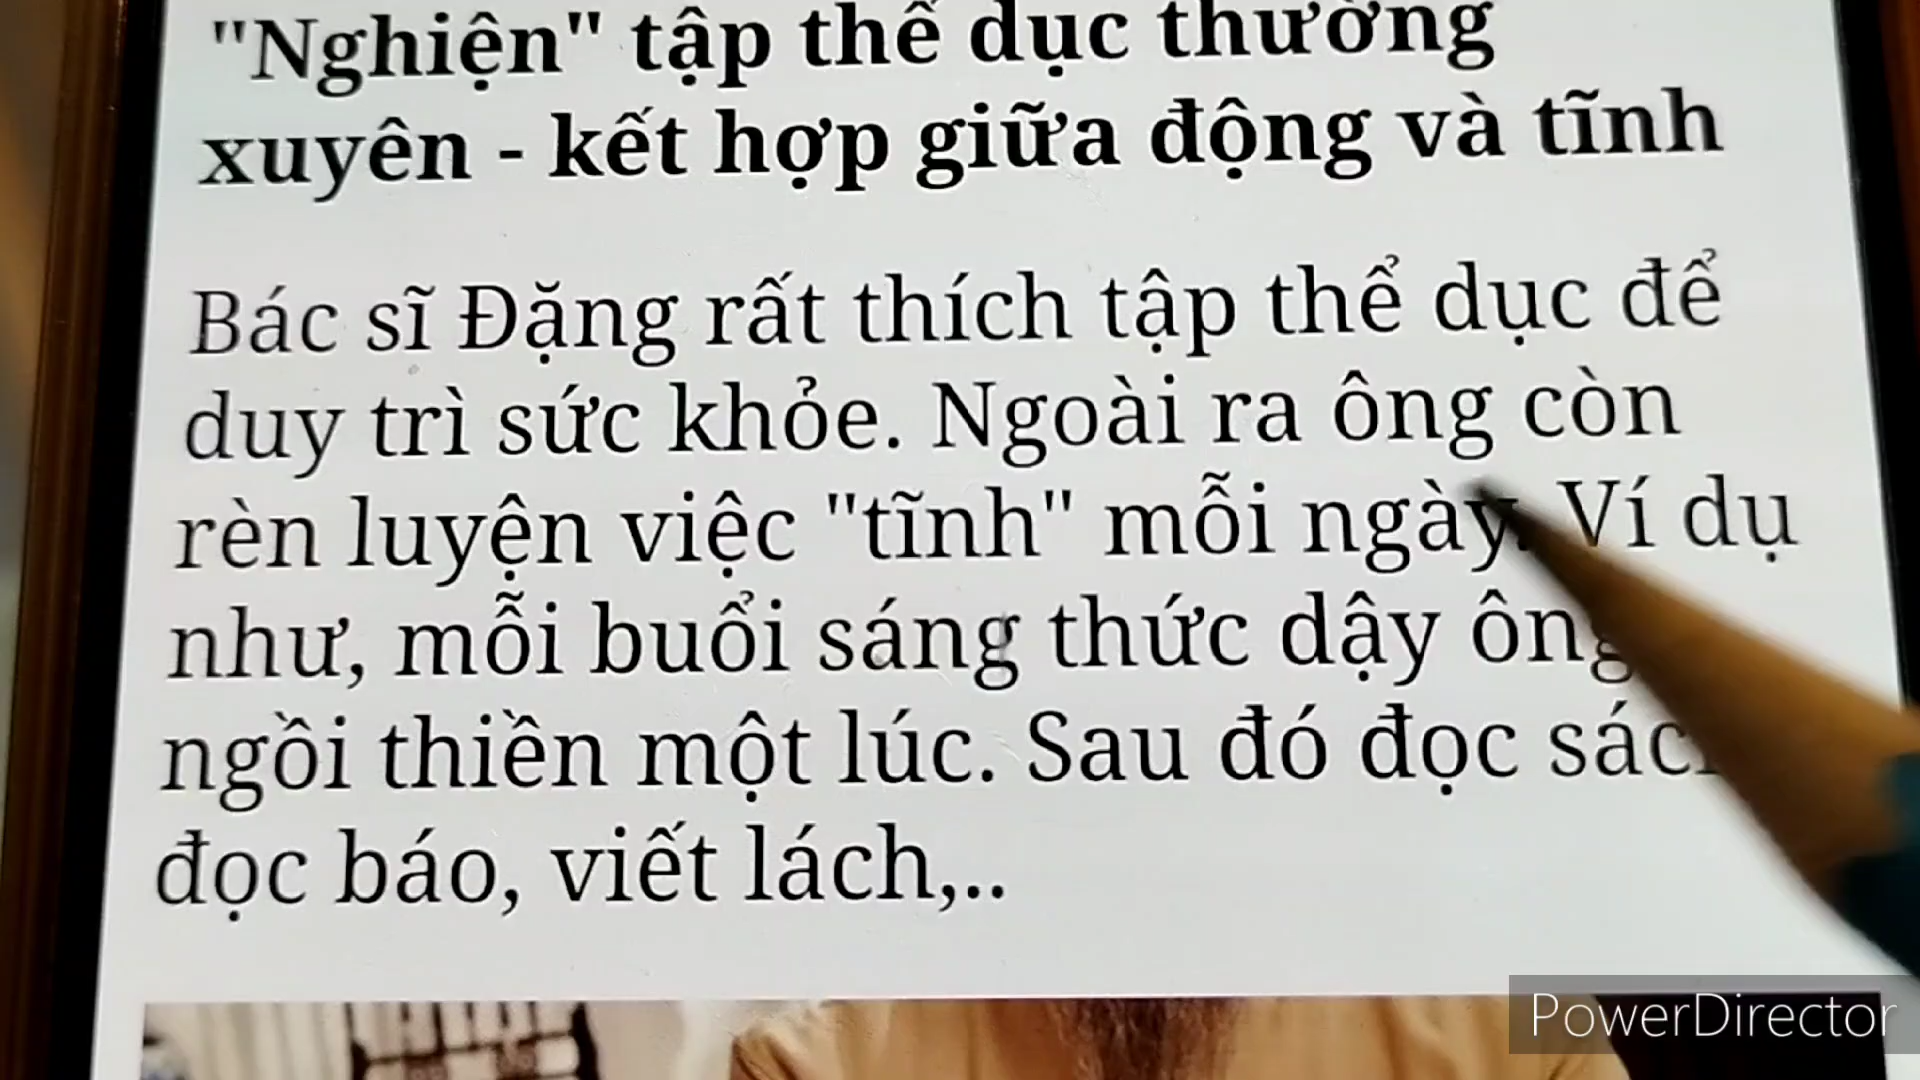 "Nghiện" tập thể dục thường
xuyên - kết hợp giữa động và tĩnh
Bác sĩ Đặng rất thích tập thể dục để
duy trì sức khỏe. Ngoài ra ông còn
rèn luyện việc "tĩnh" mỗi ngày. Ví dụ
như, mỗi buổi sáng thức dậy ông
ngồi thiền một lúc. Sau đó đọc
đọc báo, viết lách,..
PowerDirector